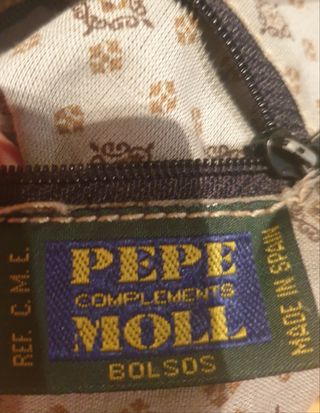 REF. C. M. E.
PEPE
COMPLEMENTS
MOLL
BOLSOS
MADE IN SPAIN